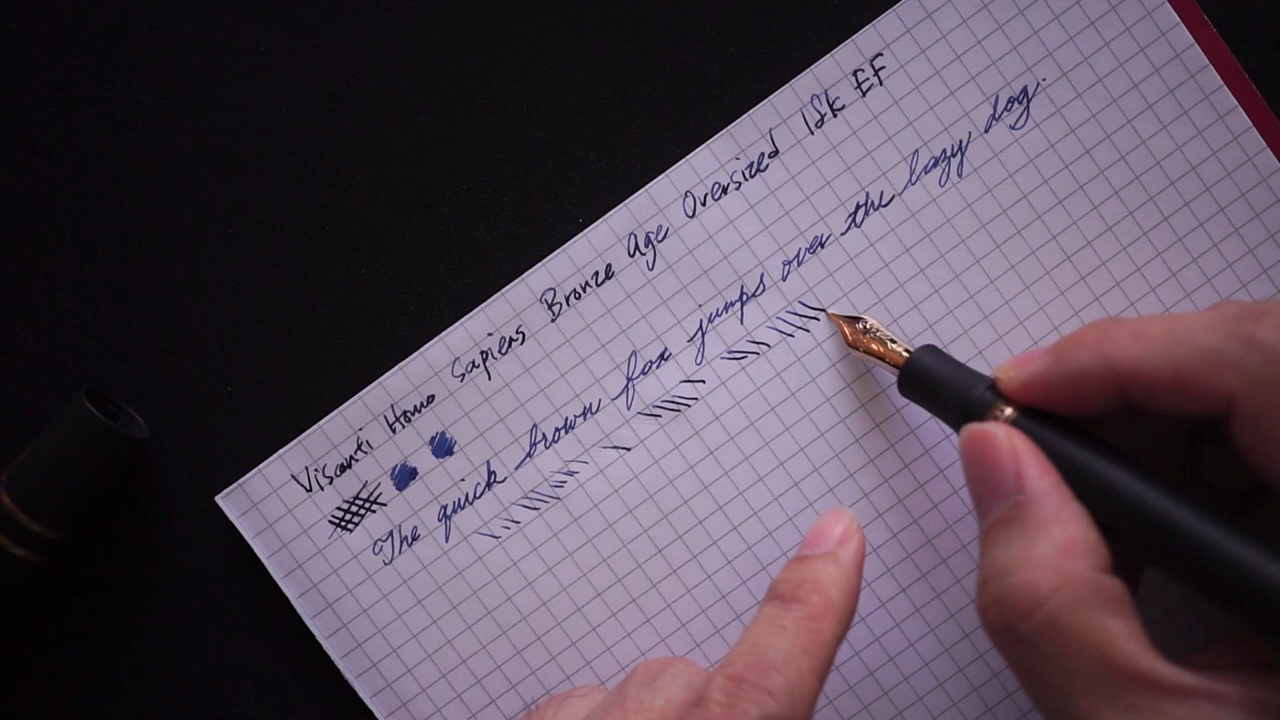 Visconti Homo Sapiens Bronze Age Oversized 18k EF
The quick brown fox jumps over the lazy dog.